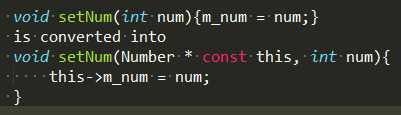 void setNum(int num){m_num = num;}
is converted into
void setNum(Number * const this, int num){
    this->m_num = num;
}